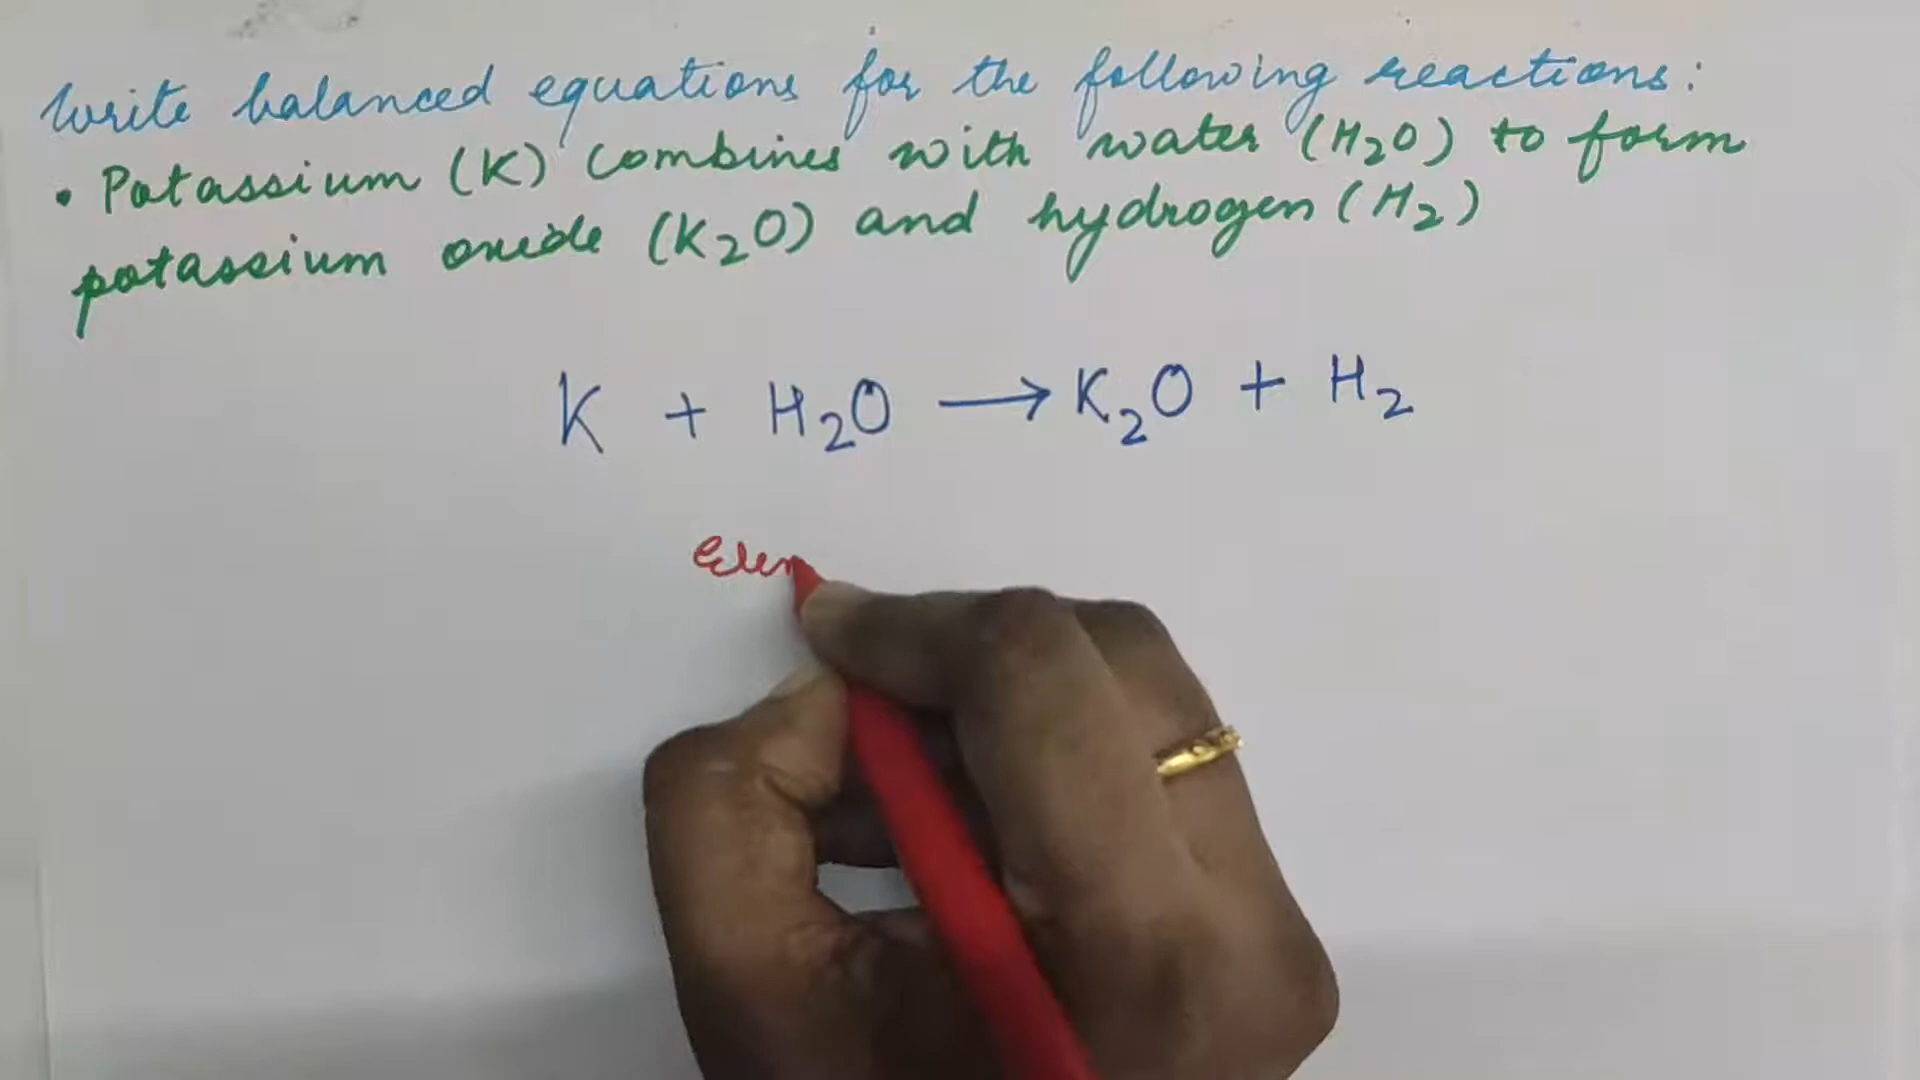 Write balanced equations for the following reactions:
• Potassium (K) combines with water (H₂O) to form
potassium oxide (K₂O) and hydrogen (H₂)
K + H₂O ⟶ K₂O + H₂
Elem